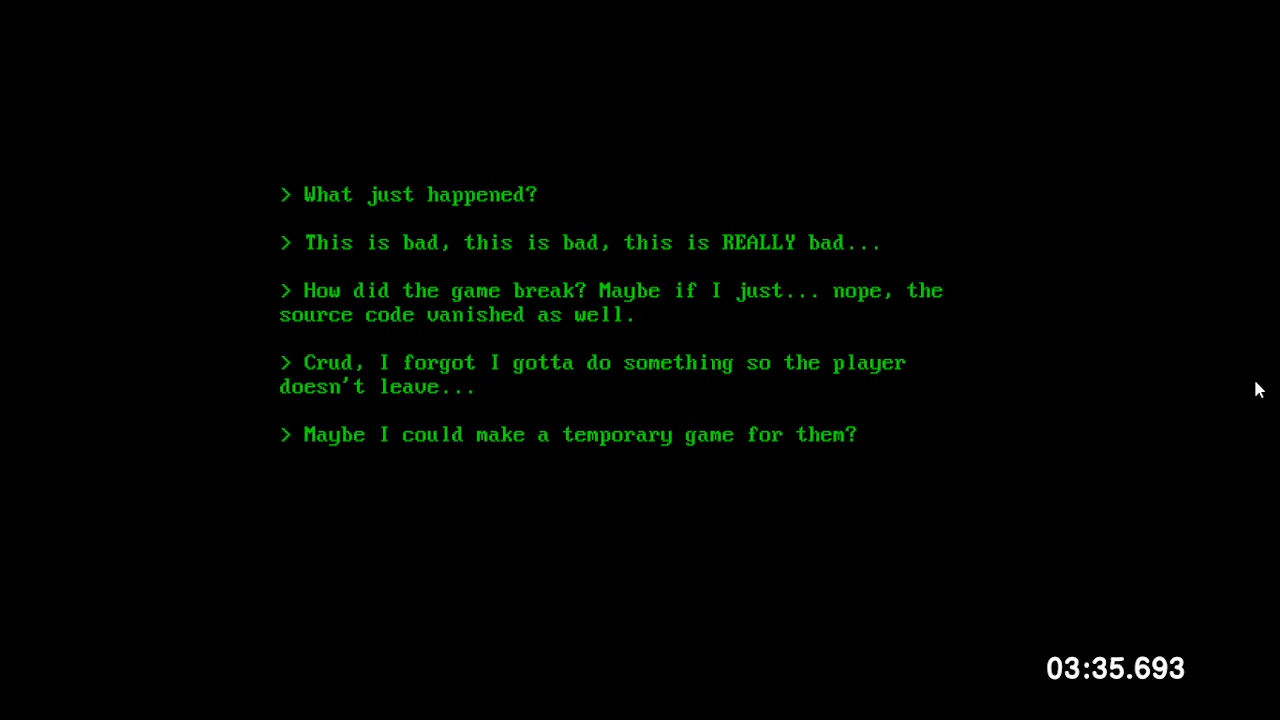 > What just happened?
> This is bad, this is bad, this is REALLY bad...
> How did the game break? Maybe if I just... nope, the
source code vanished as well.
> Crud, I forgot I gotta do something so the player
doesn't leave...
> Maybe I could make a temporary game for them?
03:35.693